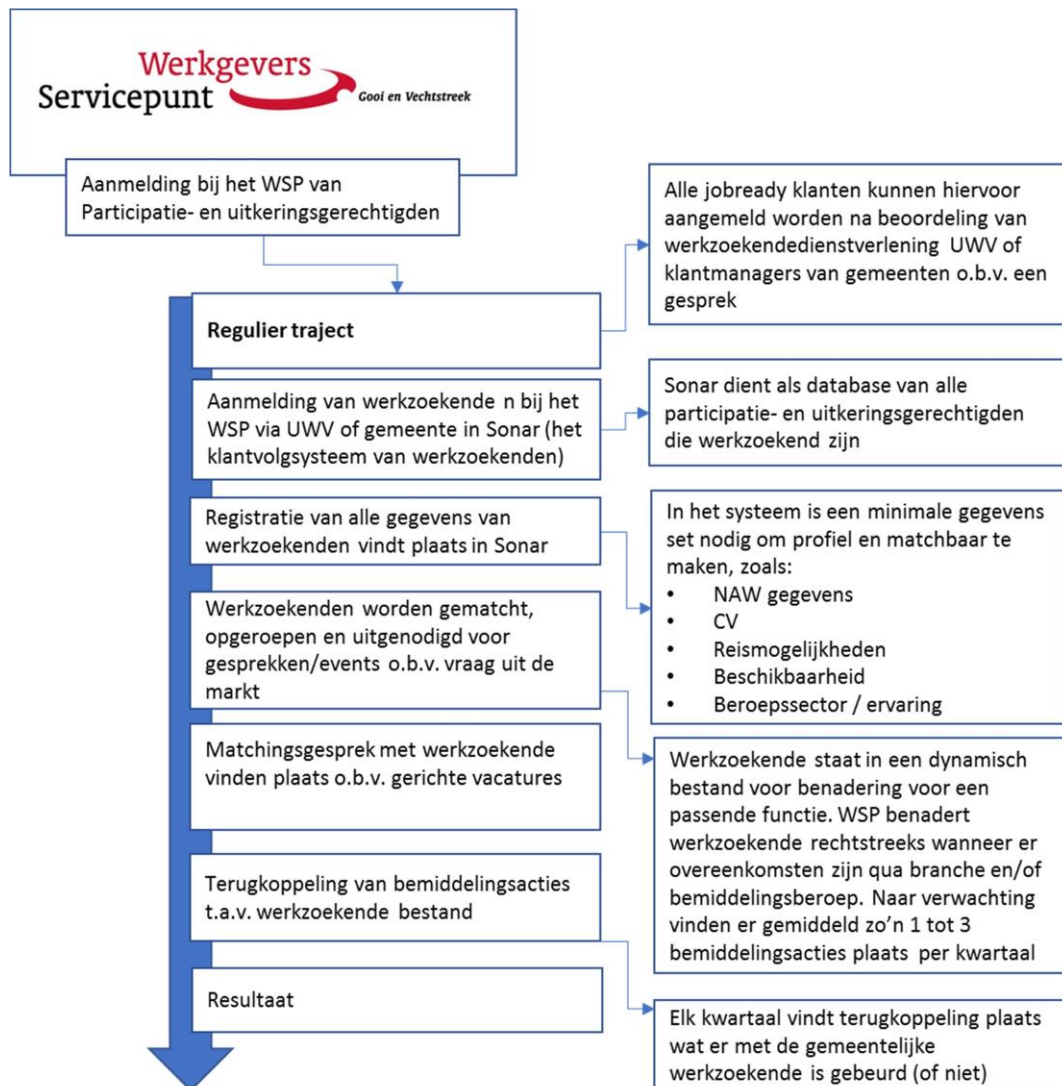 Werkgevers
Servicepunt
Gooi en Vechtstreek
Aanmelding bij het WSP van
Participatie- en uitkeringsgerechtigden
Alle jobready klanten kunnen hiervoor
aangemeld worden na beoordeling van
werkzoekendedienstverlening UWV of
klantmanagers van gemeenten o.b.v. een
gesprek
Regulier traject
Aanmelding van werkzoekende n bij het
WSP via UWV of gemeente in Sonar (het
klantvolgsysteem van werkzoekenden)
Sonar dient als database van alle
participatie- en uitkeringsgerechtigden
die werkzoekend zijn
Registratie van alle gegevens van
werkzoekenden vindt plaats in Sonar
In het systeem is een minimale gegevens
set nodig om profiel en matchbaar te
maken, zoals:
• NAW gegevens
• CV
• Reismogelijkheden
• Beschikbaarheid
• Beroepssector / ervaring
Werkzoekenden worden gematcht,
opgeroepen en uitgenodigd voor
gesprekken/events o.b.v. vraag uit de
markt
Matchingsgesprek met werkzoekende
vinden plaats o.b.v. gerichte vacatures
Werkzoekende staat in een dynamisch
bestand voor benadering voor een
passende functie. WSP benadert
werkzoekende rechtstreeks wanneer er
overeenkomsten zijn qua branche en/of
bemiddelingsberoep. Naar verwachting
vinden er gemiddeld zo’n 1 tot 3
bemiddelingsacties plaats per kwartaal
Terugkoppeling van bemiddelingsacties
t.a.v. werkzoekende bestand
Resultaat
Elk kwartaal vindt terugkoppeling plaats
wat er met de gemeentelijke
werkzoekende is gebeurd (of niet)